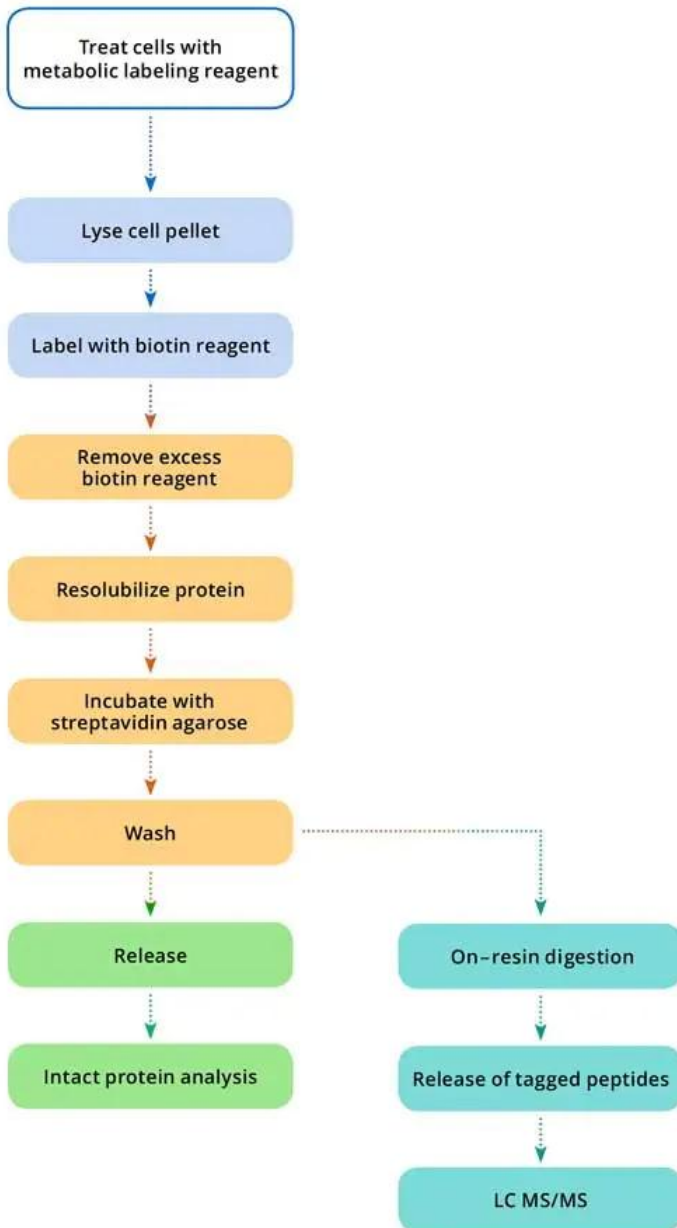 Treat cells with
metabolic labeling reagent
Lyse cell pellet
Label with biotin reagent
Remove excess
biotin reagent
Resolubilize protein
Incubate with
streptavidin agarose
Wash
Release
Intact protein analysis
On-resin digestion
Release of tagged peptides
LC MS/MS